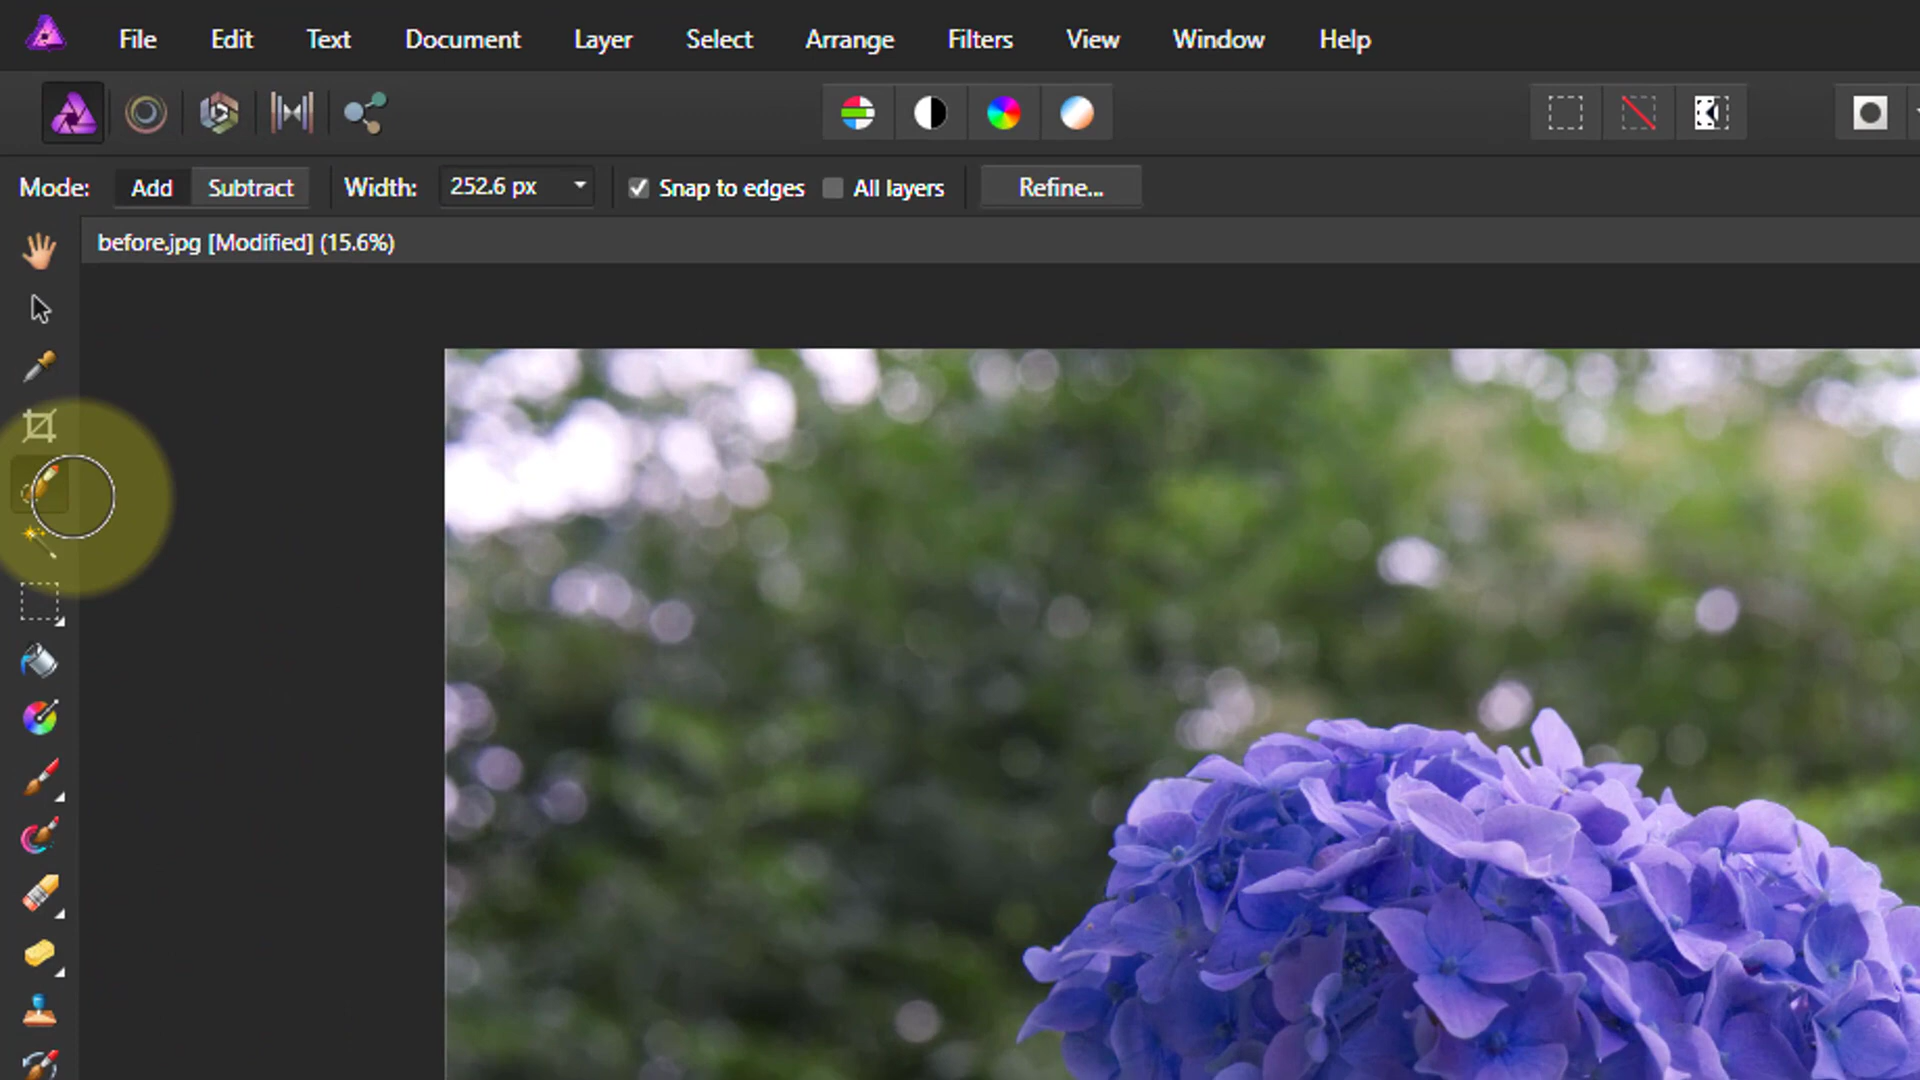 File Edit Text Document Layer Select Arrange Filters View Window Help
Mode: Add Subtract Width: 252.6 px Snap to edges All layers Refine...
before.jpg [Modified] (15.6%)